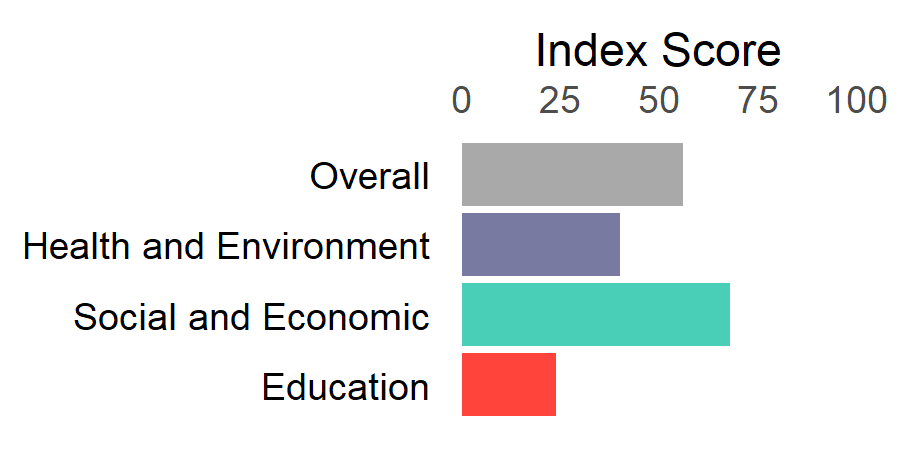 Index Score
0 25 50 75 100
Overall
Health and Environment
Social and Economic
Education